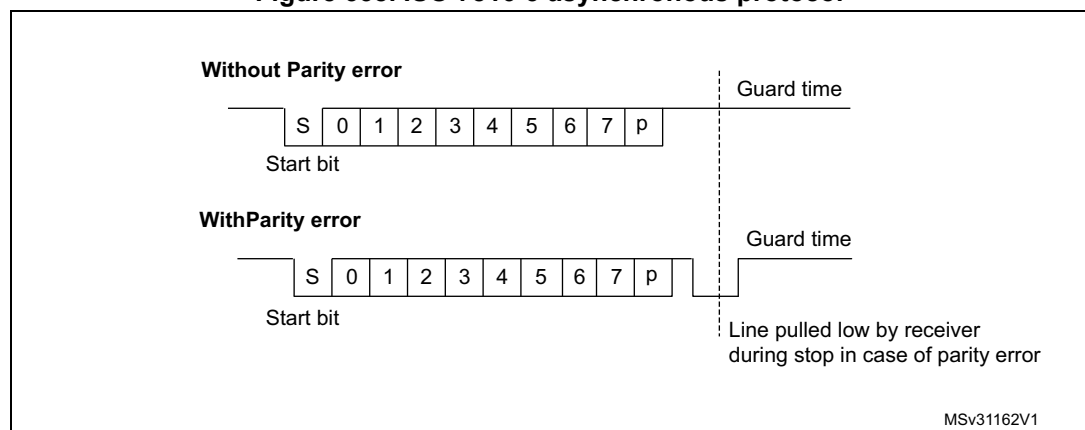 Without Parity error
Guard time
S 0 1 2 3 4 5 6 7 p
Start bit
WithParity error
Guard time
S 0 1 2 3 4 5 6 7 p
Start bit
Line pulled low by receiver
during stop in case of parity error
MSv31162V1